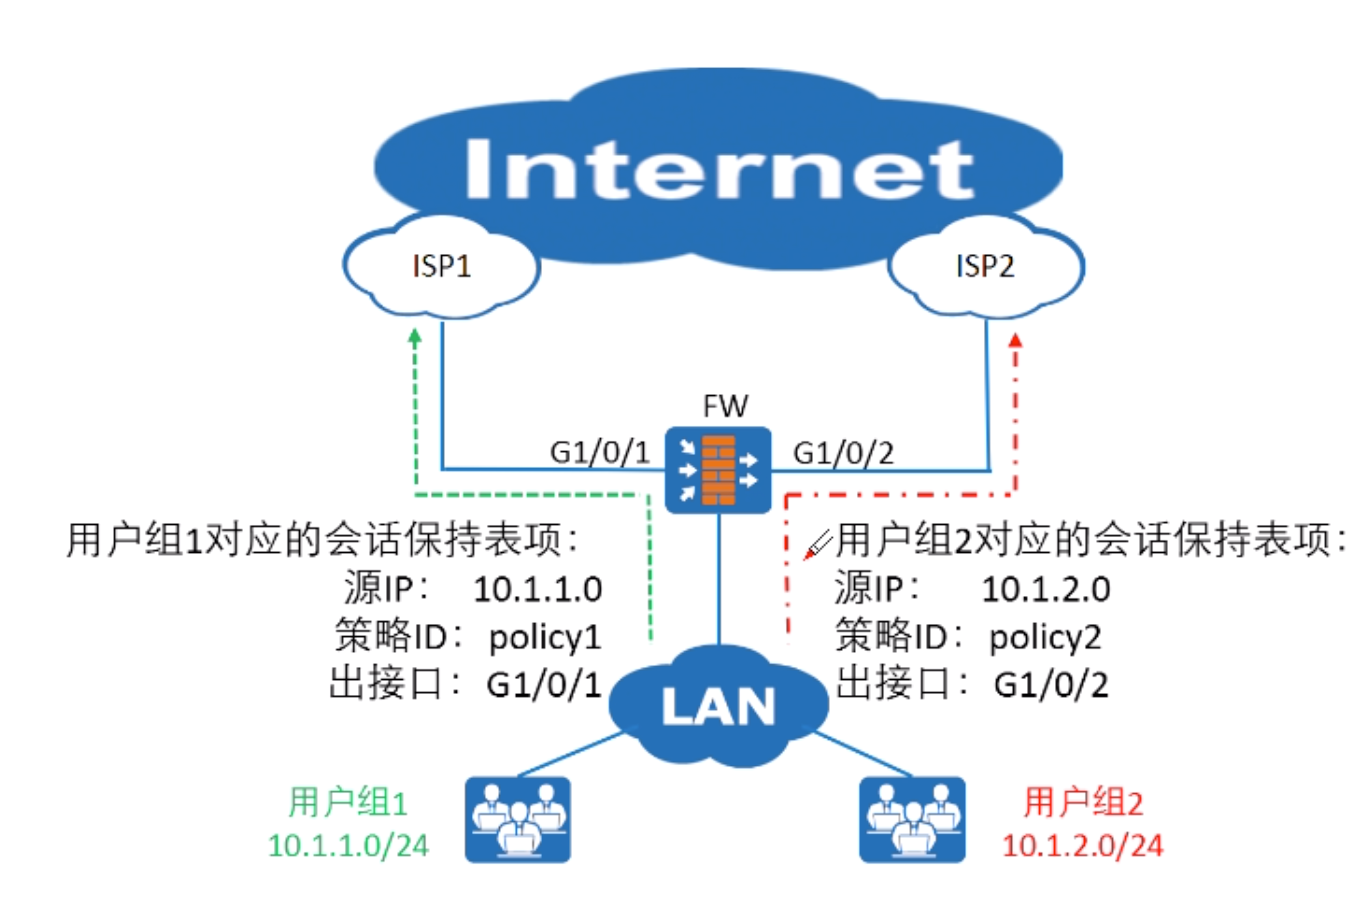 Internet
ISP1
ISP2
FW
G1/0/1
G1/0/2
用户组1对应的会话保持表项：
源IP： 10.1.1.0
策略ID：policy1
出接口：G1/0/1
用户组2对应的会话保持表项：
源IP： 10.1.2.0
策略ID：policy2
出接口：G1/0/2
LAN
用户组1
10.1.1.0/24
用户组2
10.1.2.0/24